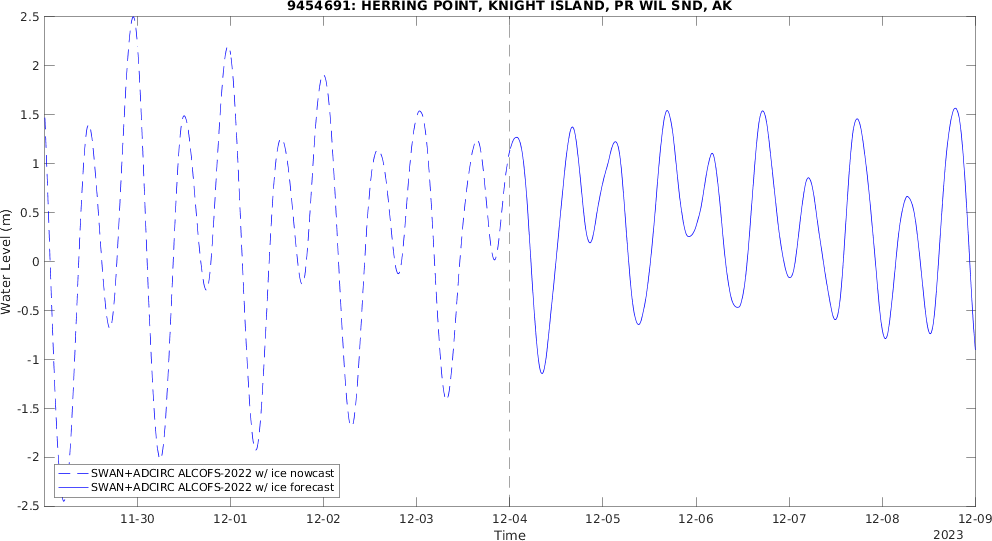 9454691: HERRING POINT, KNIGHT ISLAND, PR WIL SND, AK
2.5
2
1.5
1
0.5
0
-0.5
-1
-1.5
-2
-2.5
Water Level (m)
SWAN+ADCIRC ALCOFS-2022 w/ ice nowcast
SWAN+ADCIRC ALCOFS-2022 w/ ice forecast
11-30 12-01 12-02 12-03 12-04 12-05 12-06 12-07 12-08 12-09
Time
2023